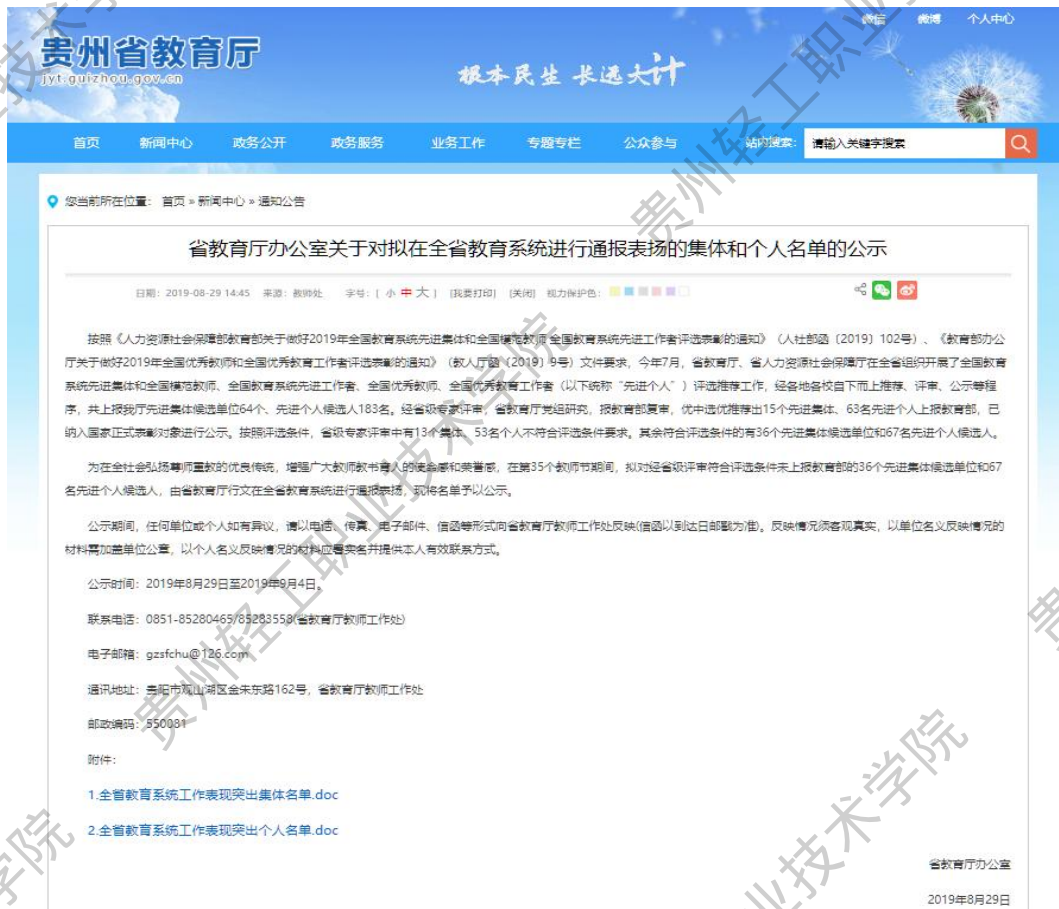 微信 微博 个人中心
贵州省教育厅
jyt.guizhou.gov.cn
根本民生 长远大计
首页 新闻中心 政务公开 政务服务 业务工作 专题专栏 公众参与 站内搜索: 请输入关键字搜索
您当前所在位置: 首页 » 新闻中心 » 通知公告
省教育厅办公室关于对拟在全省教育系统进行通报表扬的集体和个人名单的公示
日期: 2019-08-29 14:45 来源: 教师处 字号: [ 小 中 大 ] [我要打印] [关闭] 视力保护色:
按照《人力资源社会保障部教育部关于做好2019年全国教育系统先进集体和全国模范教师 全国教育系统先进工作者评选表彰的通知》（人社部函〔2019〕102号）、《教育部办公
厅关于做好2019年全国优秀教师和全国优秀教育工作者评选表彰的通知》（教人厅函〔2019〕9号）文件要求，今年7月，省教育厅、省人力资源社会保障厅在全省组织开展了全国教育
系统先进集体和全国模范教师、全国教育系统先进工作者、全国优秀教师、全国优秀教育工作者（以下统称“先进个人”）评选推荐工作，经各地各校自下而上推荐、评审、公示等程
序，共上报我厅先进集体候选单位64个、先进个人候选人183名。经省级专家评审，省教育厅党组研究，报教育部复审，优中选优推荐出15个先进集体、63名先进个人上报教育部，已
纳入国家正式表彰对象进行公示。按照评选条件，省级专家评审中有13个集体、53名个人不符合评选条件要求。其余符合评选条件的有36个先进集体候选单位和67名先进个人候选人。
为在全社会弘扬尊师重教的优良传统，增强广大教师教书育人的使命感和荣誉感，在第35个教师节期间，拟对经省级评审符合评选条件未上报教育部的36个先进集体候选单位和67
名先进个人候选人，由省教育厅行文在全省教育系统进行通报表扬，现将名单予以公示。
公示期间，任何单位或个人如有异议，请以电话、传真、电子邮件、信函等形式向省教育厅教师工作处反映(信函以到达日邮戳为准)。反映情况须客观真实，以单位名义反映情况的
材料需加盖单位公章，以个人名义反映情况的材料应署实名并提供本人有效联系方式。
公示时间：2019年8月29日至2019年9月4日。
联系电话：0851-85280465/85283558(省教育厅教师工作处)
电子邮箱：gzsfchu@126.com
通讯地址：贵阳市观山湖区金朱东路162号，省教育厅教师工作处
邮政编码：550081
附件：
1.全省教育系统工作表现突出集体名单.doc
2.全省教育系统工作表现突出个人名单.doc
省教育厅办公室
2019年8月29日
贵州轻工职业技术学院